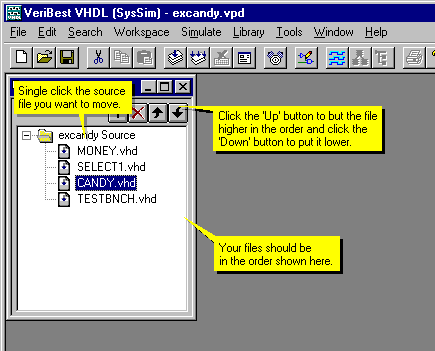 VeriBest VHDL (SysSim) - excandy.vpd
File Edit Search Workspace Simulate Library Tools Window Help
Single click the source
file you want to move.
Click the 'Up' button to but the file
higher in the order and click the
'Down' button to put it lower.
excandy Source
MONEY.vhd
SELECT1.vhd
CANDY.vhd
TESTBNCH.vhd
Your files should be
in the order shown here.